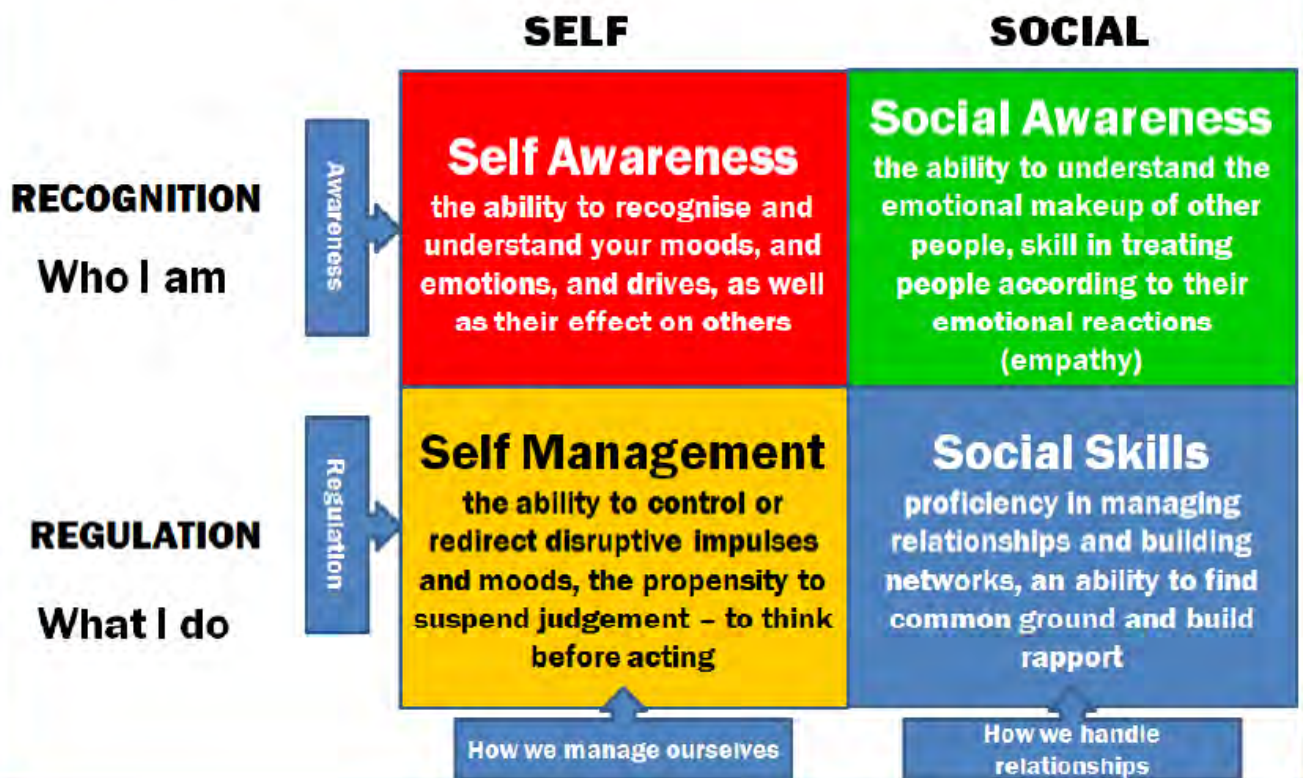 SELF
SOCIAL
RECOGNITION
Who I am
Awareness
Self Awareness
the ability to recognise and
understand your moods, and
emotions, and drives, as well
as their effect on others
Social Awareness
the ability to understand the
emotional makeup of other
people, skill in treating
people according to their
emotional reactions
(empathy)
REGULATION
What I do
Regulation
Self Management
the ability to control or
redirect disruptive impulses
and moods, the propensity to
suspend judgement – to think
before acting
Social Skills
proficiency in managing
relationships and building
networks, an ability to find
common ground and build
rapport
How we manage ourselves
How we handle
relationships